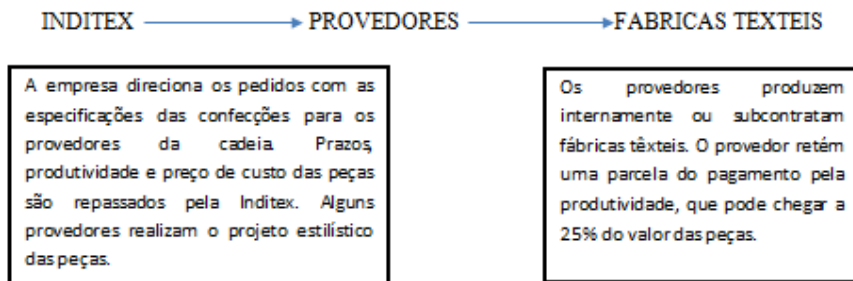 INDITEX PROVEDORES FABRICAS TEXTEIS
A empresa direciona os pedidos com as
especificações das confecções para os
provedores da cadeia. Prazos,
produtividade e preço de custo das peças
são repassados pela Inditex. Alguns
provedores realizam o projeto estilístico
das peças.
Os provedores produzem
internamente ou subcontratam
fábricas têxteis. O provedor retém
uma parcela do pagamento pela
produtividade, que pode chegar a
25% do valor das peças.